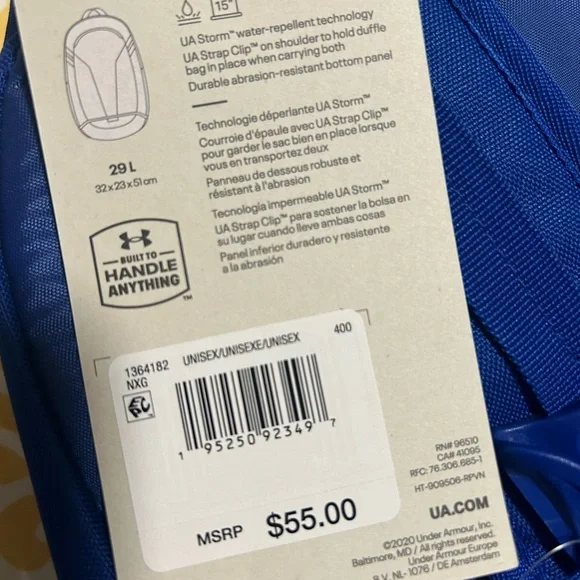 15"
UA Storm™ water-repellent technology
UA Strap Clip™ on shoulder to hold duffle
bag in place when carrying both
Durable abrasion-resistant bottom panel
Technologie déperlante UA Storm™
Courroie d'épaule avec UA Strap Clip™
pour garder le sac bien en place lorsque
vous en transportez deux
Panneau de dessous robuste et
résistant à l'abrasion
Tecnología impermeable UA Storm™
UA Strap Clip™ para sostener la bolsa en
su lugar cuando lleve ambas cosas
Panel inferior duradero y resistente
a la abrasión
29 L
32 x 23 x 51 cm
BUILT TO
HANDLE
ANYTHING™
1364182 UNISEX/UNISEXE/UNISEX 400
NXG
1 95250 92349 7
MSRP $55.00
RN# 96510
CA# 41095
RFC: 76.306.685-1
HT-909506-RPVN
UA.COM
©2020 Under Armour, Inc.
Baltimore, MD / All rights reserved.
Under Armour Europe
B.V. NL- 1076 / DE Amsterdam